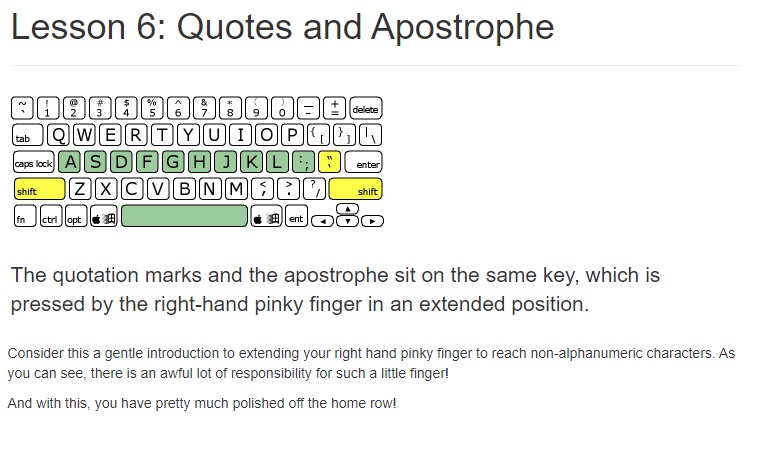 Lesson 6: Quotes and Apostrophe
~ ` ! 1 @ 2 # 3 $ 4 % 5 ^ 6 & 7 * 8 ( 9 ) 0 _ - + = delete
tab Q W E R T Y U I O P { [ } ] | \
caps lock A S D F G H J K L : ; " ' enter
shift Z X C V B N M < , > . ? / shift
fn ctrl opt ent
The quotation marks and the apostrophe sit on the same key, which is
pressed by the right-hand pinky finger in an extended position.
Consider this a gentle introduction to extending your right hand pinky finger to reach non-alphanumeric characters. As
you can see, there is an awful lot of responsibility for such a little finger!
And with this, you have pretty much polished off the home row!